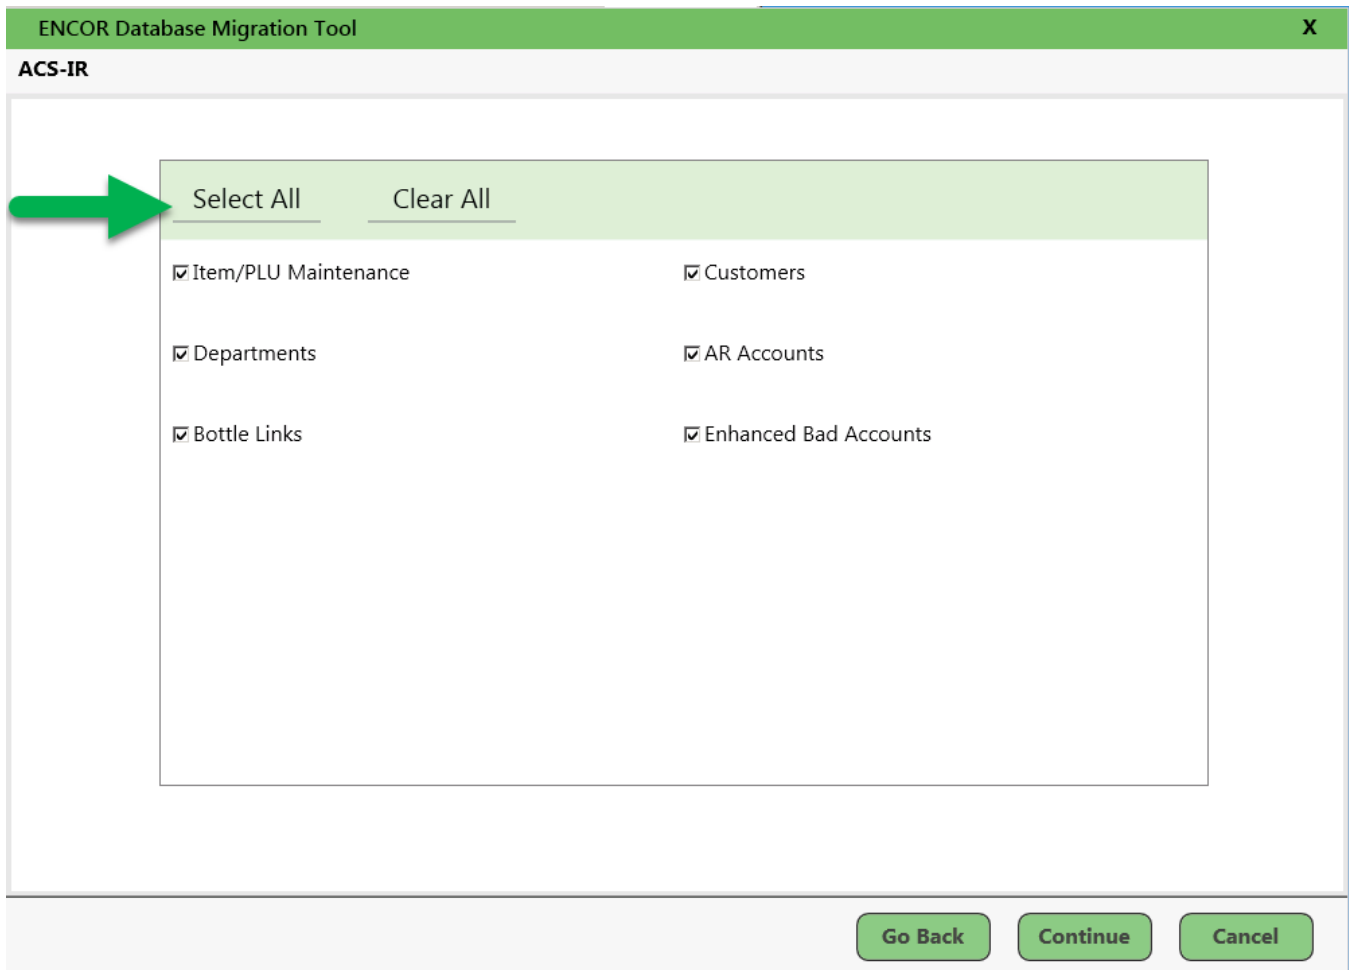 ENCOR Database Migration Tool X
ACS-IR
Select All Clear All
Item/PLU Maintenance Customers
Departments AR Accounts
Bottle Links Enhanced Bad Accounts
Go Back Continue Cancel